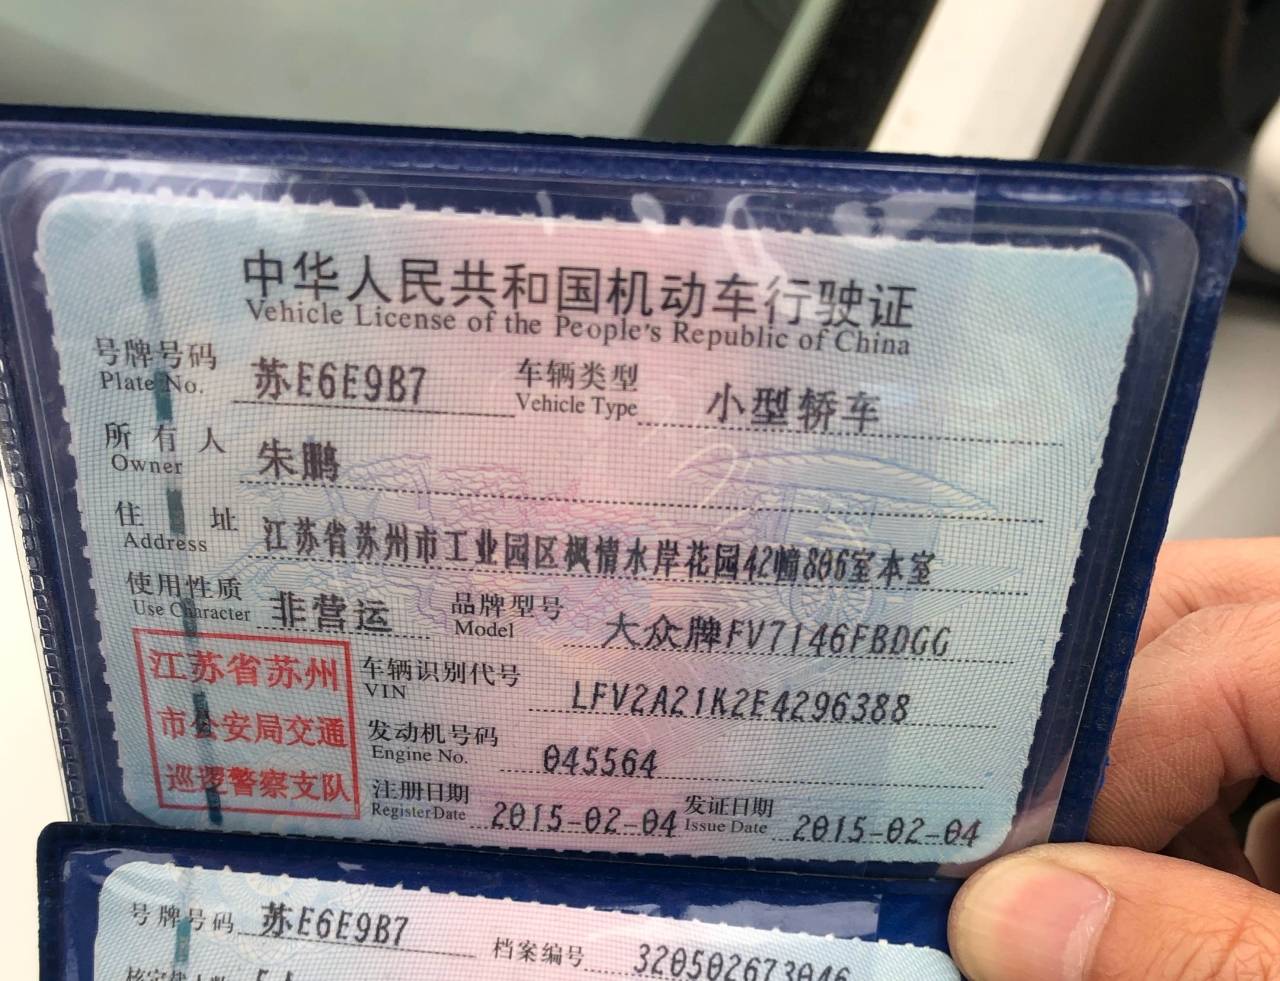 中华人民共和国机动车行驶证
Vehicle License of the People's Republic of China
号牌号码 苏E6E9B7 车辆类型 小型轿车
Plate No. Vehicle Type
所有人 朱鹏
Owner
住址 江苏省苏州市工业园区枫情水岸花园42幢806室本室
Address
使用性质 非营运 品牌型号 大众牌FV7146FBDGG
Use Character Model
江苏省苏州
市公安局交通
巡逻警察支队
车辆识别代号 LFV2A21K2E4296388
VIN
发动机号码 045564
Engine No.
注册日期 2015-02-04 发证日期 2015-02-04
Register Date Issue Date
号牌号码 苏E6E9B7 档案编号 320502673046
核定载人数 5人